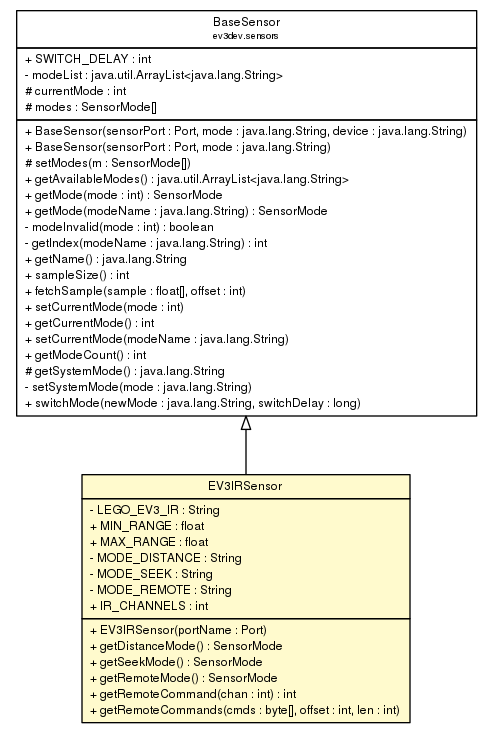 BaseSensor
ev3dev.sensors
+ SWITCH_DELAY : int
- modeList : java.util.ArrayList<java.lang.String>
# currentMode : int
# modes : SensorMode[]
+ BaseSensor(sensorPort : Port, mode : java.lang.String, device : java.lang.String)
+ BaseSensor(sensorPort : Port, mode : java.lang.String)
# setModes(m : SensorMode[])
+ getAvailableModes() : java.util.ArrayList<java.lang.String>
+ getMode(mode : int) : SensorMode
+ getMode(modeName : java.lang.String) : SensorMode
- modeInvalid(mode : int) : boolean
- getIndex(modeName : java.lang.String) : int
+ getName() : java.lang.String
+ sampleSize() : int
+ fetchSample(sample : float[], offset : int)
+ setCurrentMode(mode : int)
+ getCurrentMode() : int
+ setCurrentMode(modeName : java.lang.String)
+ getModeCount() : int
# getSystemMode() : java.lang.String
- setSystemMode(mode : java.lang.String)
+ switchMode(newMode : java.lang.String, switchDelay : long)
EV3IRSensor
- LEGO_EV3_IR : String
+ MIN_RANGE : float
+ MAX_RANGE : float
- MODE_DISTANCE : String
- MODE_SEEK : String
- MODE_REMOTE : String
+ IR_CHANNELS : int
+ EV3IRSensor(portName : Port)
+ getDistanceMode() : SensorMode
+ getSeekMode() : SensorMode
+ getRemoteMode() : SensorMode
+ getRemoteCommand(chan : int) : int
+ getRemoteCommands(cmds : byte[], offset : int, len : int)